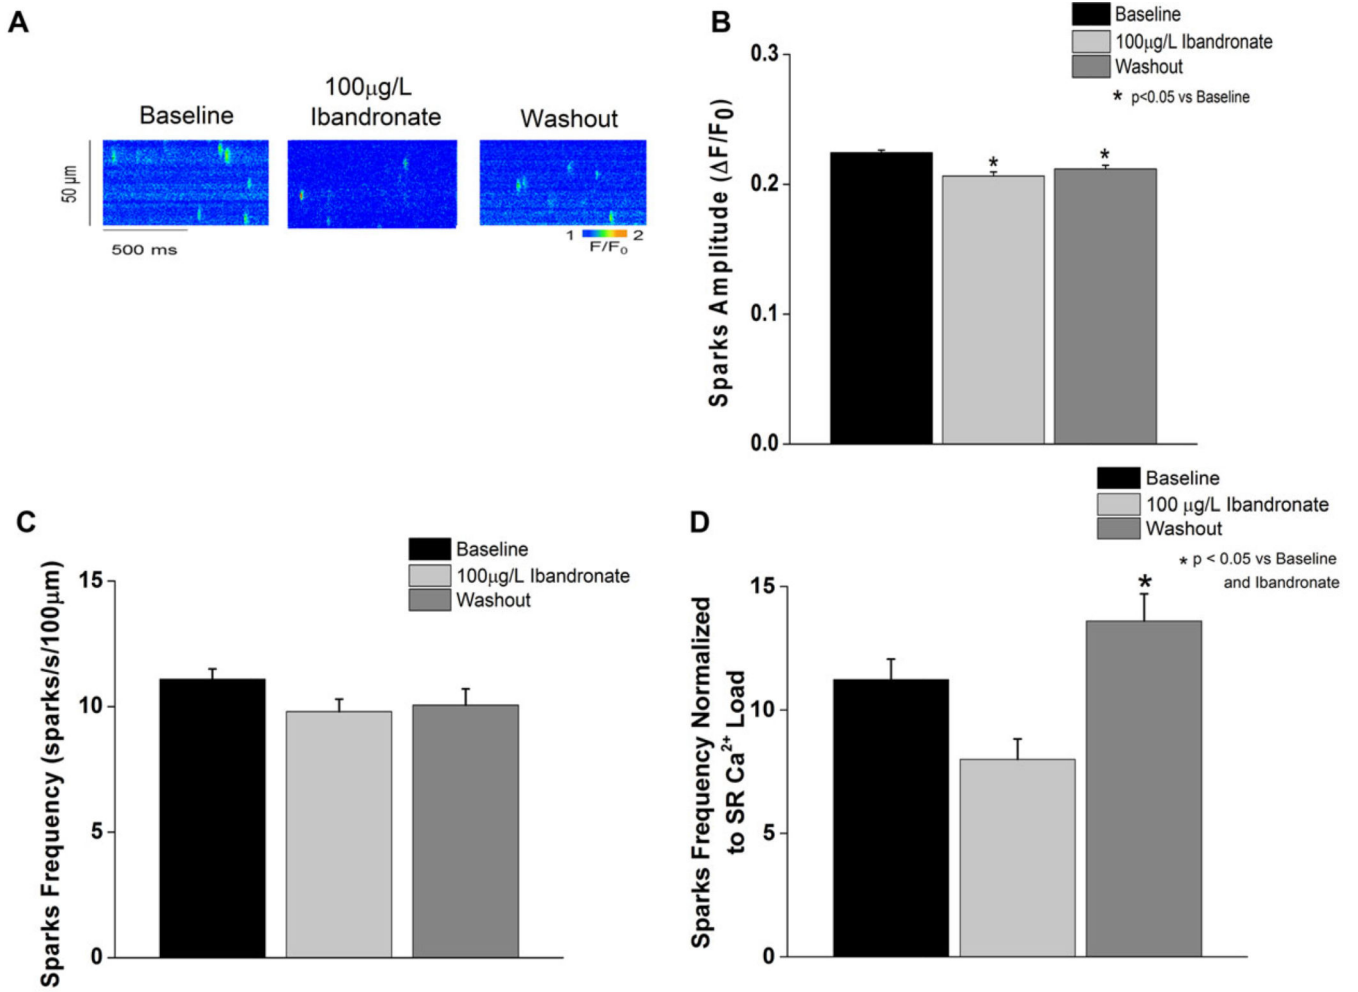 A
Baseline
100μg/L
Ibandronate
Washout
50 μm
500 ms
1 2
F/F₀
B
Baseline
100μg/L Ibandronate
Washout
* p<0.05 vs Baseline
Sparks Amplitude (ΔF/F₀)
0.3
0.2
0.1
0.0
*
*
C
Baseline
100μg/L Ibandronate
Washout
Sparks Frequency (sparks/s/100μm)
15
10
5
0
D
Baseline
100 μg/L Ibandronate
Washout
* p < 0.05 vs Baseline
and Ibandronate
Sparks Frequency Normalized
to SR Ca²⁺ Load
15
10
5
0
*